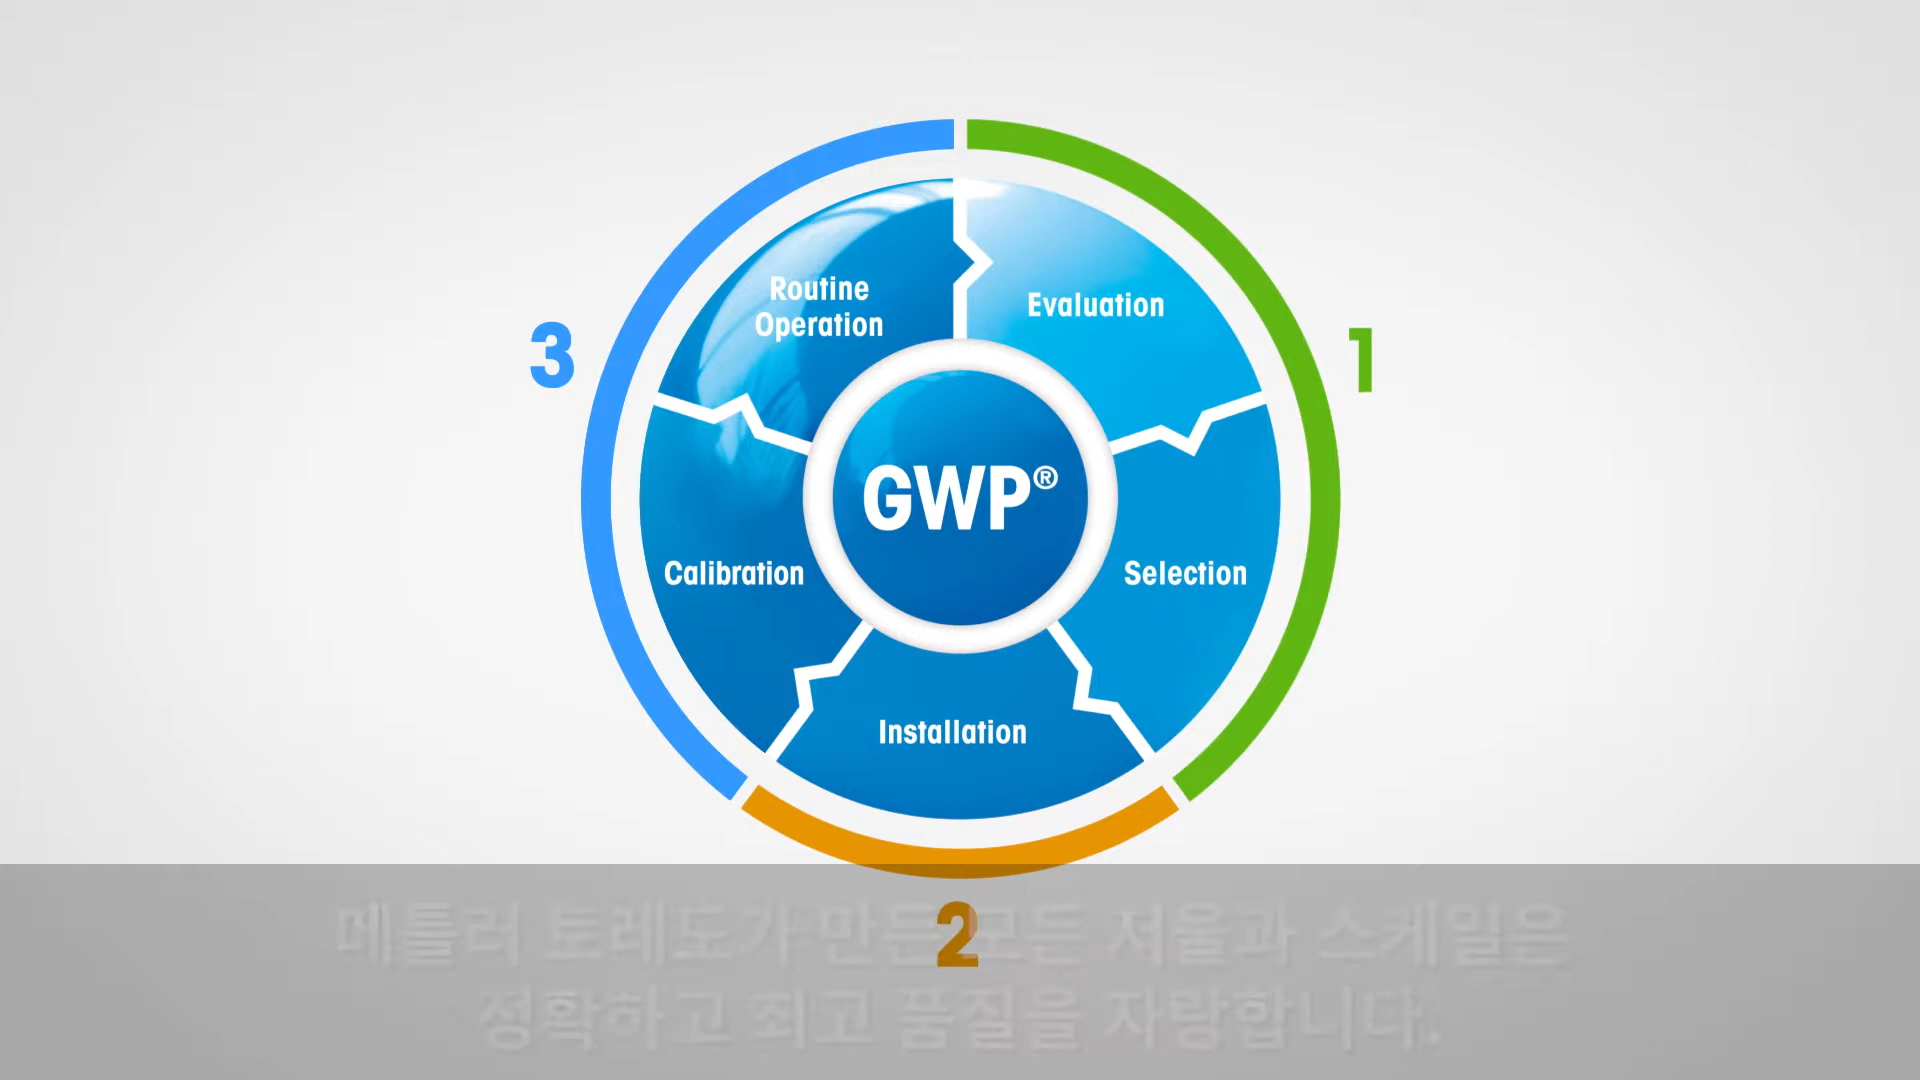 Routine
Operation
Evaluation
3
1
GWP®
Calibration
Selection
Installation
2
메틀러 토레도가 만든 모든 저울과 스케일은
정확하고 최고 품질을 자랑합니다.